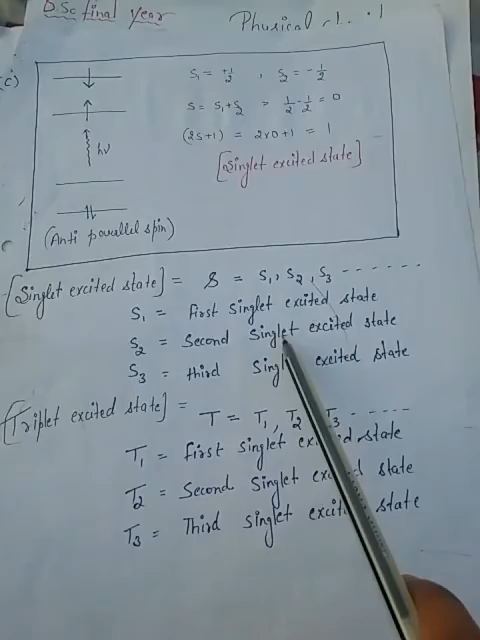 B.Sc final year
Physical
(c)
S₁ = +½ , S₂ = -½
S = S₁+S₂ = ½ - ½ = 0
(2S+1) = 2x0+1 = 1
[Singlet excited state]
hν
(Anti parallel spin)
[Singlet excited state] = S = S₁, S₂, S₃ ------
S₁ = First Singlet excited state
S₂ = Second Singlet excited state
S₃ = third Singl excited state
[Triplet excited state] = T = T₁, T₂, T₃ -----
T₁ = First Singlet state
T₂ = Second Singlet state
T₃ = Third Singlet state